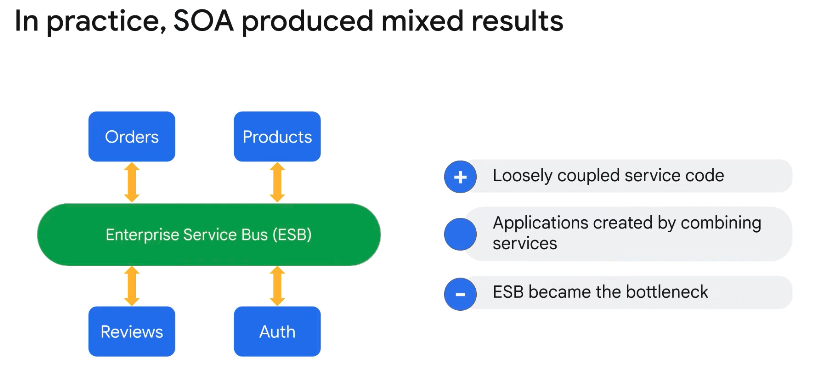 In practice, SOA produced mixed results
Orders
Products
Enterprise Service Bus (ESB)
Reviews
Auth
+
Loosely coupled service code
Applications created by combining
services
-
ESB became the bottleneck